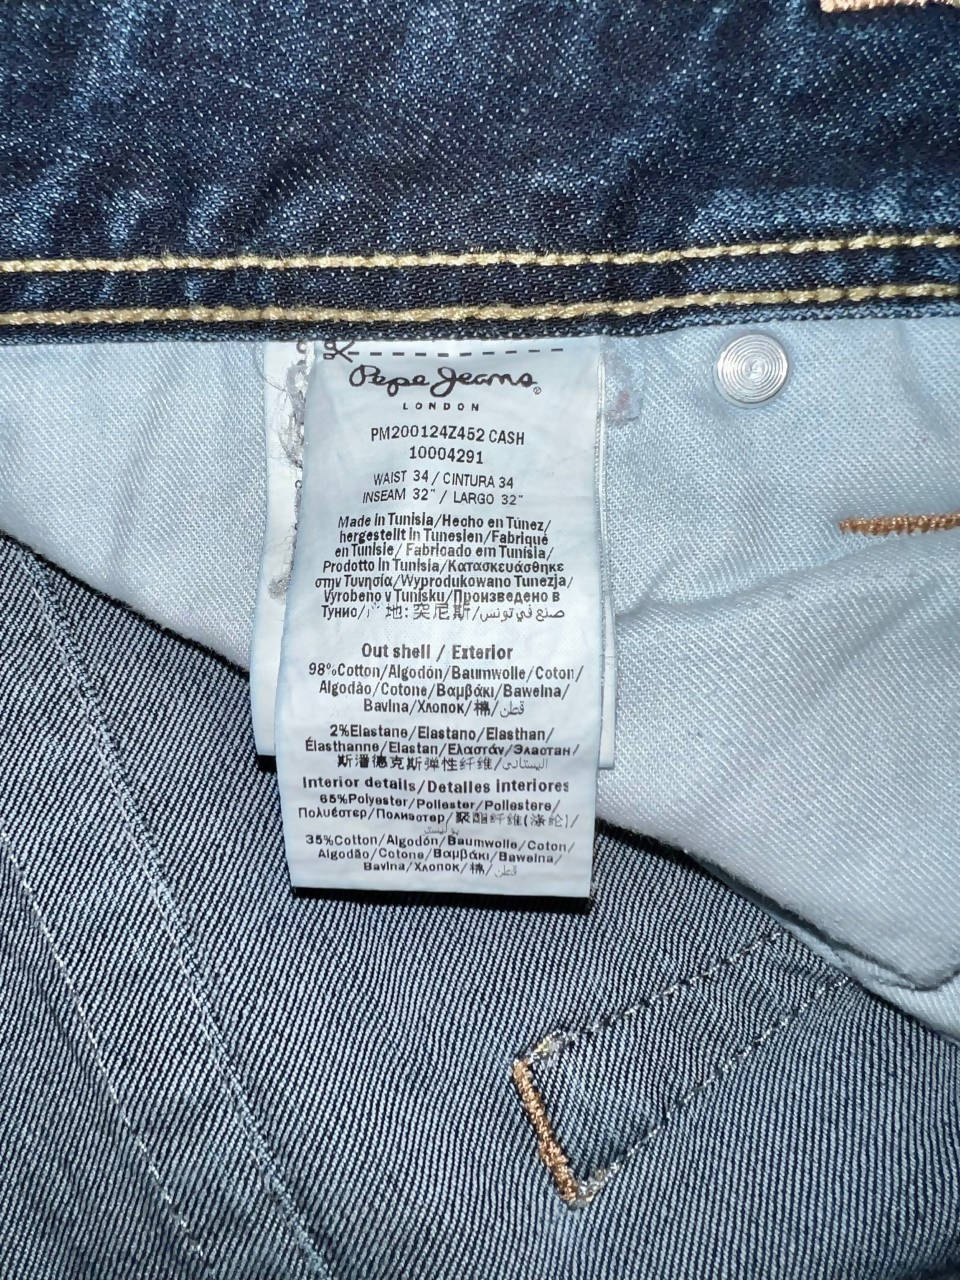 Pepe Jeans®
LONDON
PM200124Z452 CASH
10004291
WAIST 34 / CINTURA 34
INSEAM 32" / LARGO 32"
Made in Tunisia/Hecho en Túnez/
hergestellt in Tunesien/Fabriqué
en Tunisie/ Fabricado em Tunísia/
Prodotto in Tunisia/Κατασκευάσθηκε
στην Τυνησία/Wyprodukowano Tunezja/
Vyrobeno v Tunisku/Произведено в
Тунис/ 地: 突尼斯/صنع في تونس
Out shell / Exterior
98%Cotton/Algodón/Baumwolle/Coton/
Algodão/Cotone/Βαμβάκι/Bawełna/
Bavlna/Хлопок/棉/قطن
2%Elastane/Elastano/Elasthan/
Élasthanne/Elastan/Ελαστάν/Эластан/
斯潘德克斯弹性纤维/
Interior details/Detalles interiores
65%Polyester/Poliester/Poliestere/
Πολυέστερ/Полиэстер/聚酯纤维(涤纶)/
بوليستر
35%Cotton/Algodón/Baumwolle/Coton/
Algodão/Cotone/Βαμβάκι/Bawełna/
Bavlna/Хлопок/棉/قطن